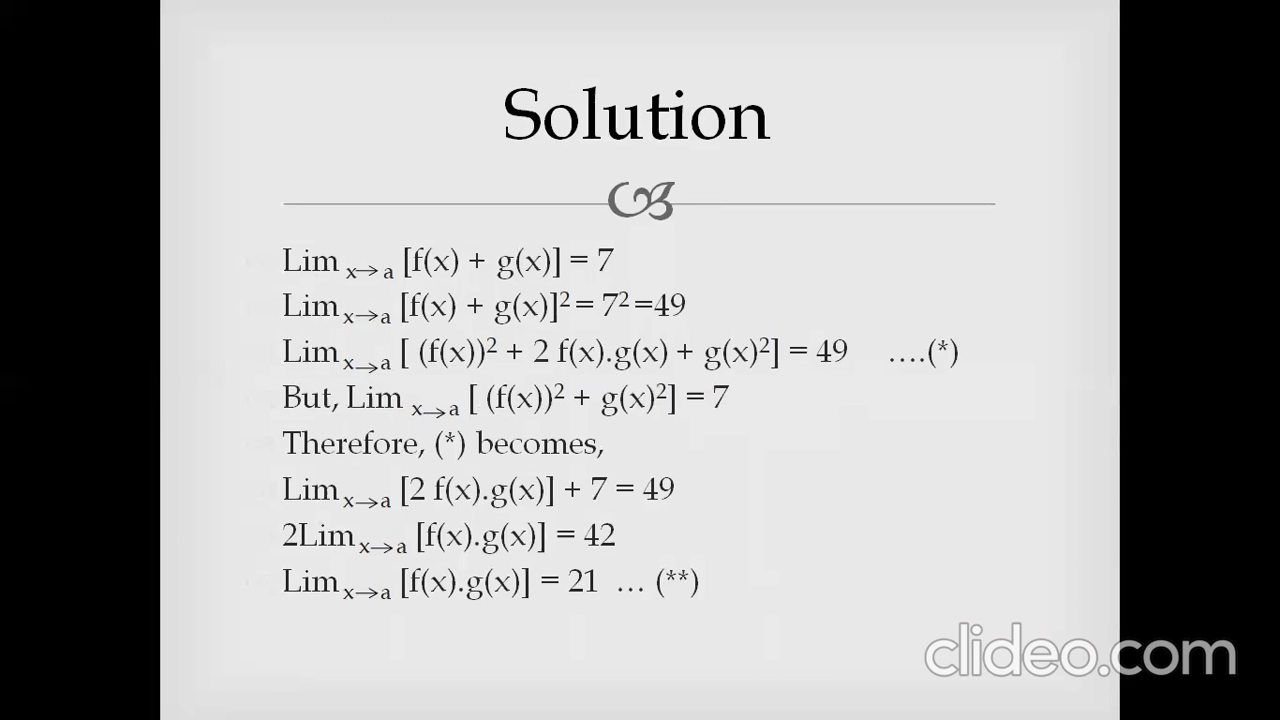 Solution
Lim x→a [f(x) + g(x)] = 7
Lim x→a [f(x) + g(x)]² = 7² =49
Lim x→a [ (f(x))² + 2 f(x).g(x) + g(x)²] = 49 ….(*)
But, Lim x→a [ (f(x))² + g(x)²] = 7
Therefore, (*) becomes,
Lim x→a [2 f(x).g(x)] + 7 = 49
2Lim x→a [f(x).g(x)] = 42
Lim x→a [f(x).g(x)] = 21 … (**)
clideo.com